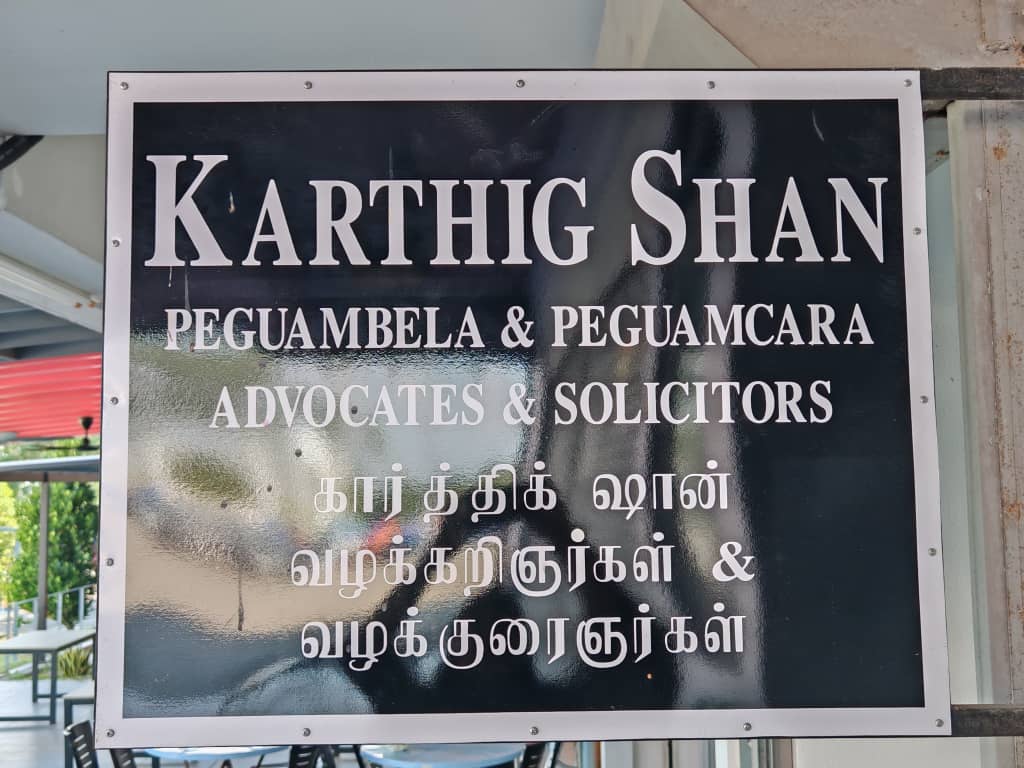 KARTHIG SHAN
PEGUAMBELA & PEGUAMCARA
ADVOCATES & SOLICITORS
கார்த்திக் ஷான்
வழக்கறிஞர்கள் &
வழக்குரைஞர்கள்